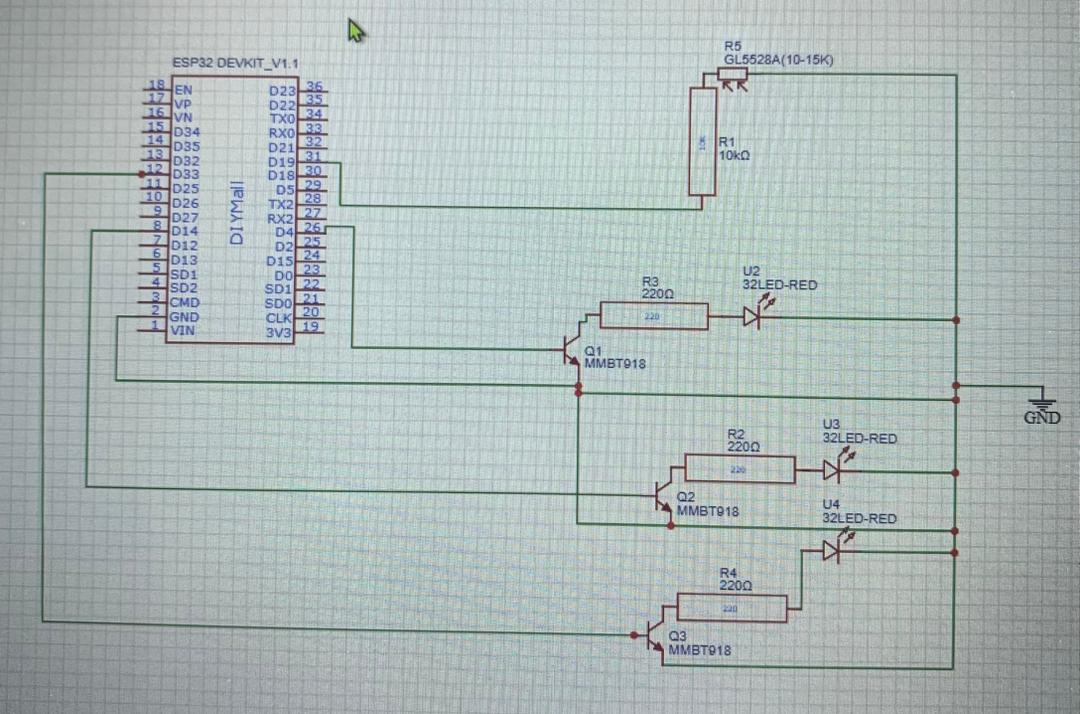 ESP32 DEVKIT_V1.1
18 EN
17 VP
16 VN
15 D34
14 D35
13 D32
12 D33
11 D25
10 D26
9 D27
8 D14
7 D12
6 D13
5 SD1
4 SD2
3 CMD
2 GND
1 VIN
DIYMall
D23 36
D22 35
TX0 34
RX0 33
D21 32
D19 31
D18 30
D5 29
TX2 28
RX2 27
D4 26
D2 25
D15 24
D0 23
SD1 22
SD0 21
CLK 20
3V3 19
R5
GL5528A(10-15K)
10K
R1
10kΩ
R3
220Ω
220
U2
32LED-RED
Q1
MMBT918
GND
R2
220Ω
220
U3
32LED-RED
Q2
MMBT918
U4
32LED-RED
R4
220Ω
220
Q3
MMBT918